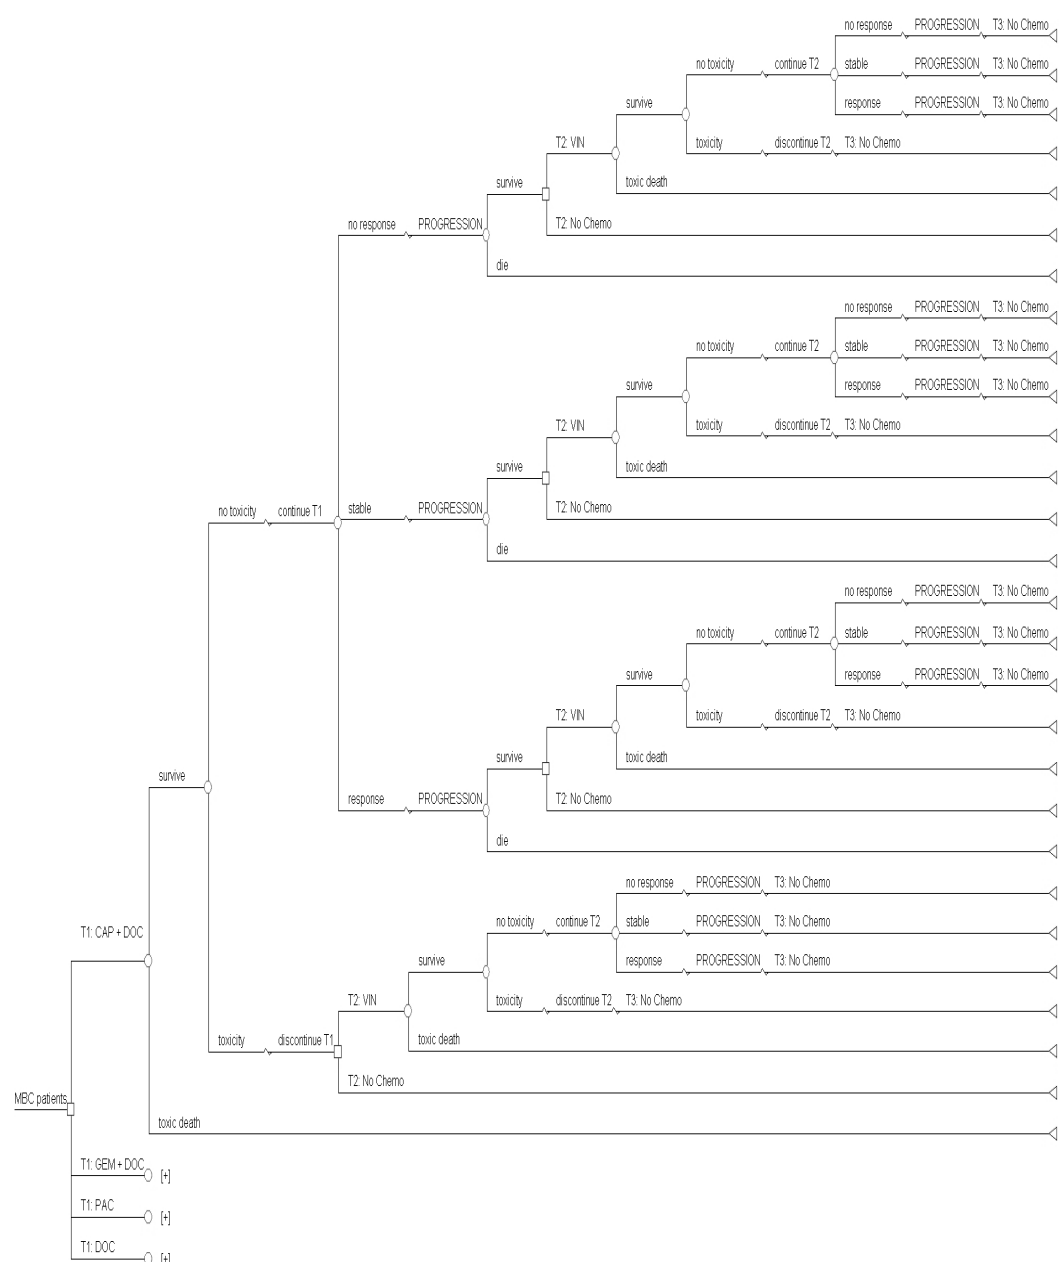 no response PROGRESSION T3: No Chemo
no toxicity continue T2 stable PROGRESSION T3: No Chemo
survive response PROGRESSION T3: No Chemo
T2: VIN toxicity discontinue T2 T3: No Chemo
survive toxic death
no response PROGRESSION T2: No Chemo
die
no response PROGRESSION T3: No Chemo
no toxicity continue T2 stable PROGRESSION T3: No Chemo
survive response PROGRESSION T3: No Chemo
T2: VIN toxicity discontinue T2 T3: No Chemo
survive toxic death
no toxicity continue T1 stable PROGRESSION T2: No Chemo
die
no response PROGRESSION T3: No Chemo
no toxicity continue T2 stable PROGRESSION T3: No Chemo
survive response PROGRESSION T3: No Chemo
T2: VIN toxicity discontinue T2 T3: No Chemo
survive survive toxic death
response PROGRESSION T2: No Chemo
die
no response PROGRESSION T3: No Chemo
T1: CAP + DOC no toxicity continue T2 stable PROGRESSION T3: No Chemo
survive response PROGRESSION T3: No Chemo
T2: VIN toxicity discontinue T2 T3: No Chemo
toxicity discontinue T1 toxic death
T2: No Chemo
MBC patients
toxic death
T1: GEM + DOC [+]
T1: PAC [+]
T1: DOC [+]